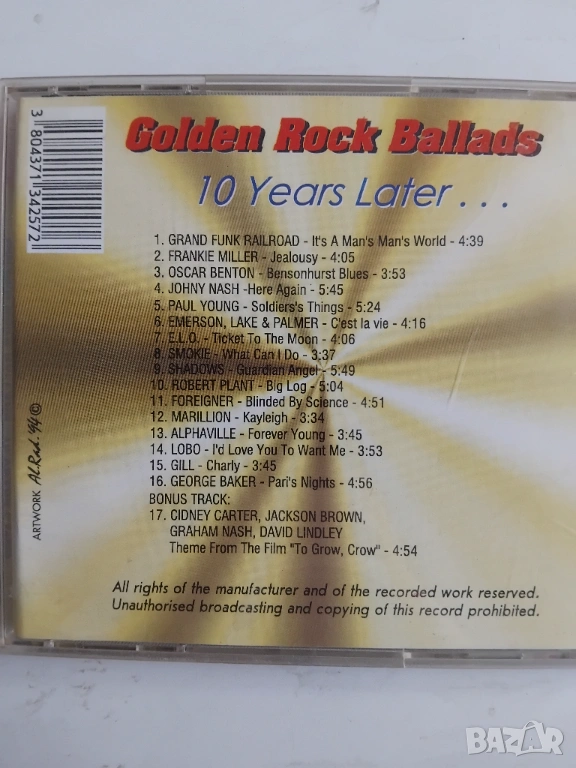 Golden Rock Ballads
10 Years Later . . .
3 804371 342572
1. GRAND FUNK RAILROAD - It's A Man's Man's World - 4:39
2. FRANKIE MILLER - Jealousy - 4:05
3. OSCAR BENTON - Bensonhurst Blues - 3:53
4. JOHNY NASH -Here Again - 5:45
5. PAUL YOUNG - Soldiers's Things - 5:24
6. EMERSON, LAKE & PALMER - C'est la vie - 4:16
7. E.L.O. - Ticket To The Moon - 4:06
8. SMOKIE - What Can I Do - 3:37
9. SHADOWS - Guardian Angel - 5:49
10. ROBERT PLANT - Big Log - 5:04
11. FOREIGNER - Blinded By Science - 4:51
12. MARILLION - Kayleigh - 3:34
13. ALPHAVILLE - Forever Young - 3:45
14. LOBO - I'd Love You To Want Me - 3:53
15. GILL - Charly - 3:45
16. GEORGE BAKER - Pari's Nights - 4:56
BONUS TRACK:
17. CIDNEY CARTER, JACKSON BROWN,
GRAHAM NASH, DAVID LINDLEY
Theme From The Film "To Grow, Crow" - 4:54
ARTWORK Al.Rad. '94 ©
All rights of the manufacturer and of the recorded work reserved.
Unauthorised broadcasting and copying of this record prohibited.
BAZAR